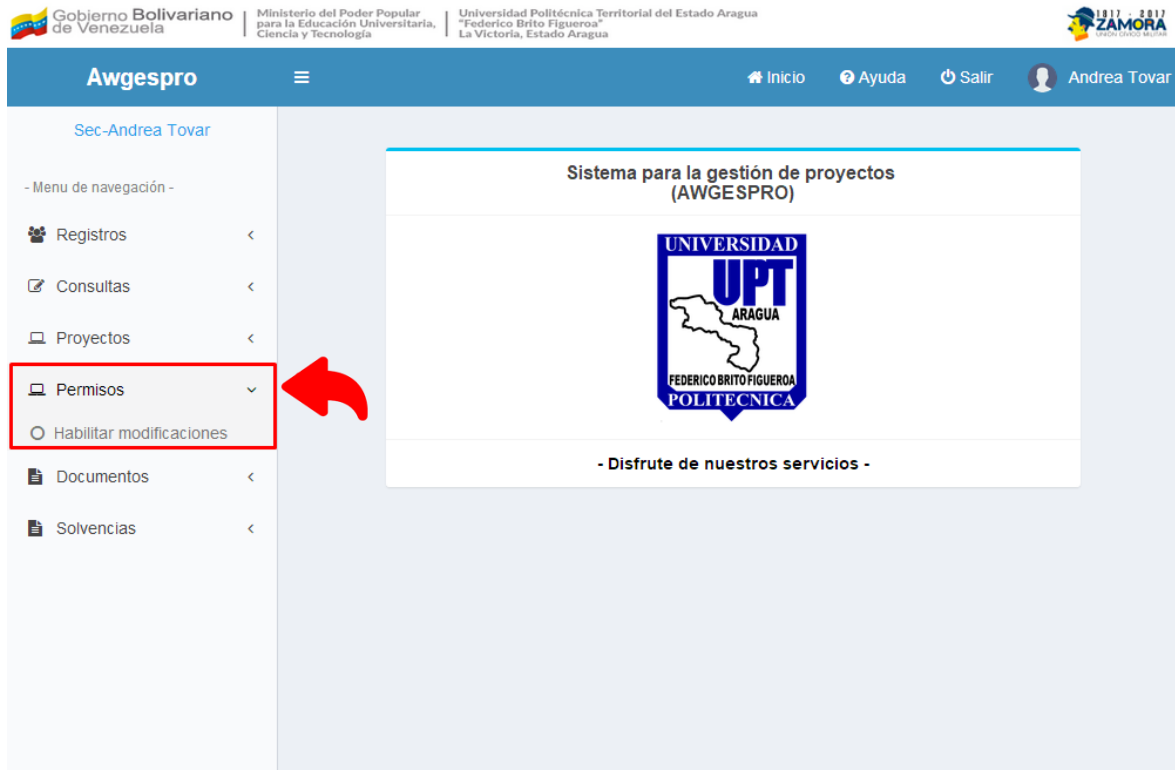 Gobierno Bolivariano
de Venezuela
Ministerio del Poder Popular
para la Educación Universitaria,
Ciencia y Tecnología
Universidad Politécnica Territorial del Estado Aragua
"Federico Brito Figueroa"
La Victoria, Estado Aragua
1817 - 2017
ZAMORA
UNIÓN CÍVICO MILITAR
Awgespro
Inicio
Ayuda
Salir
Andrea Tovar
Sec-Andrea Tovar
- Menu de navegación -
Registros
Consultas
Proyectos
Permisos
Habilitar modificaciones
Documentos
Solvencias
Sistema para la gestión de proyectos
(AWGESPRO)
UNIVERSIDAD
UPT
ARAGUA
FEDERICO BRITO FIGUEROA
POLITECNICA
- Disfrute de nuestros servicios -